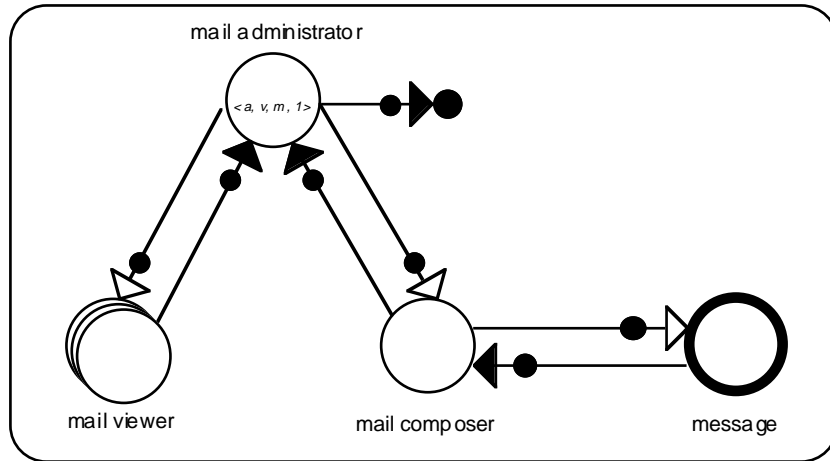 mail administrator
<a, v, m, 1>
mail viewer
mail composer
message